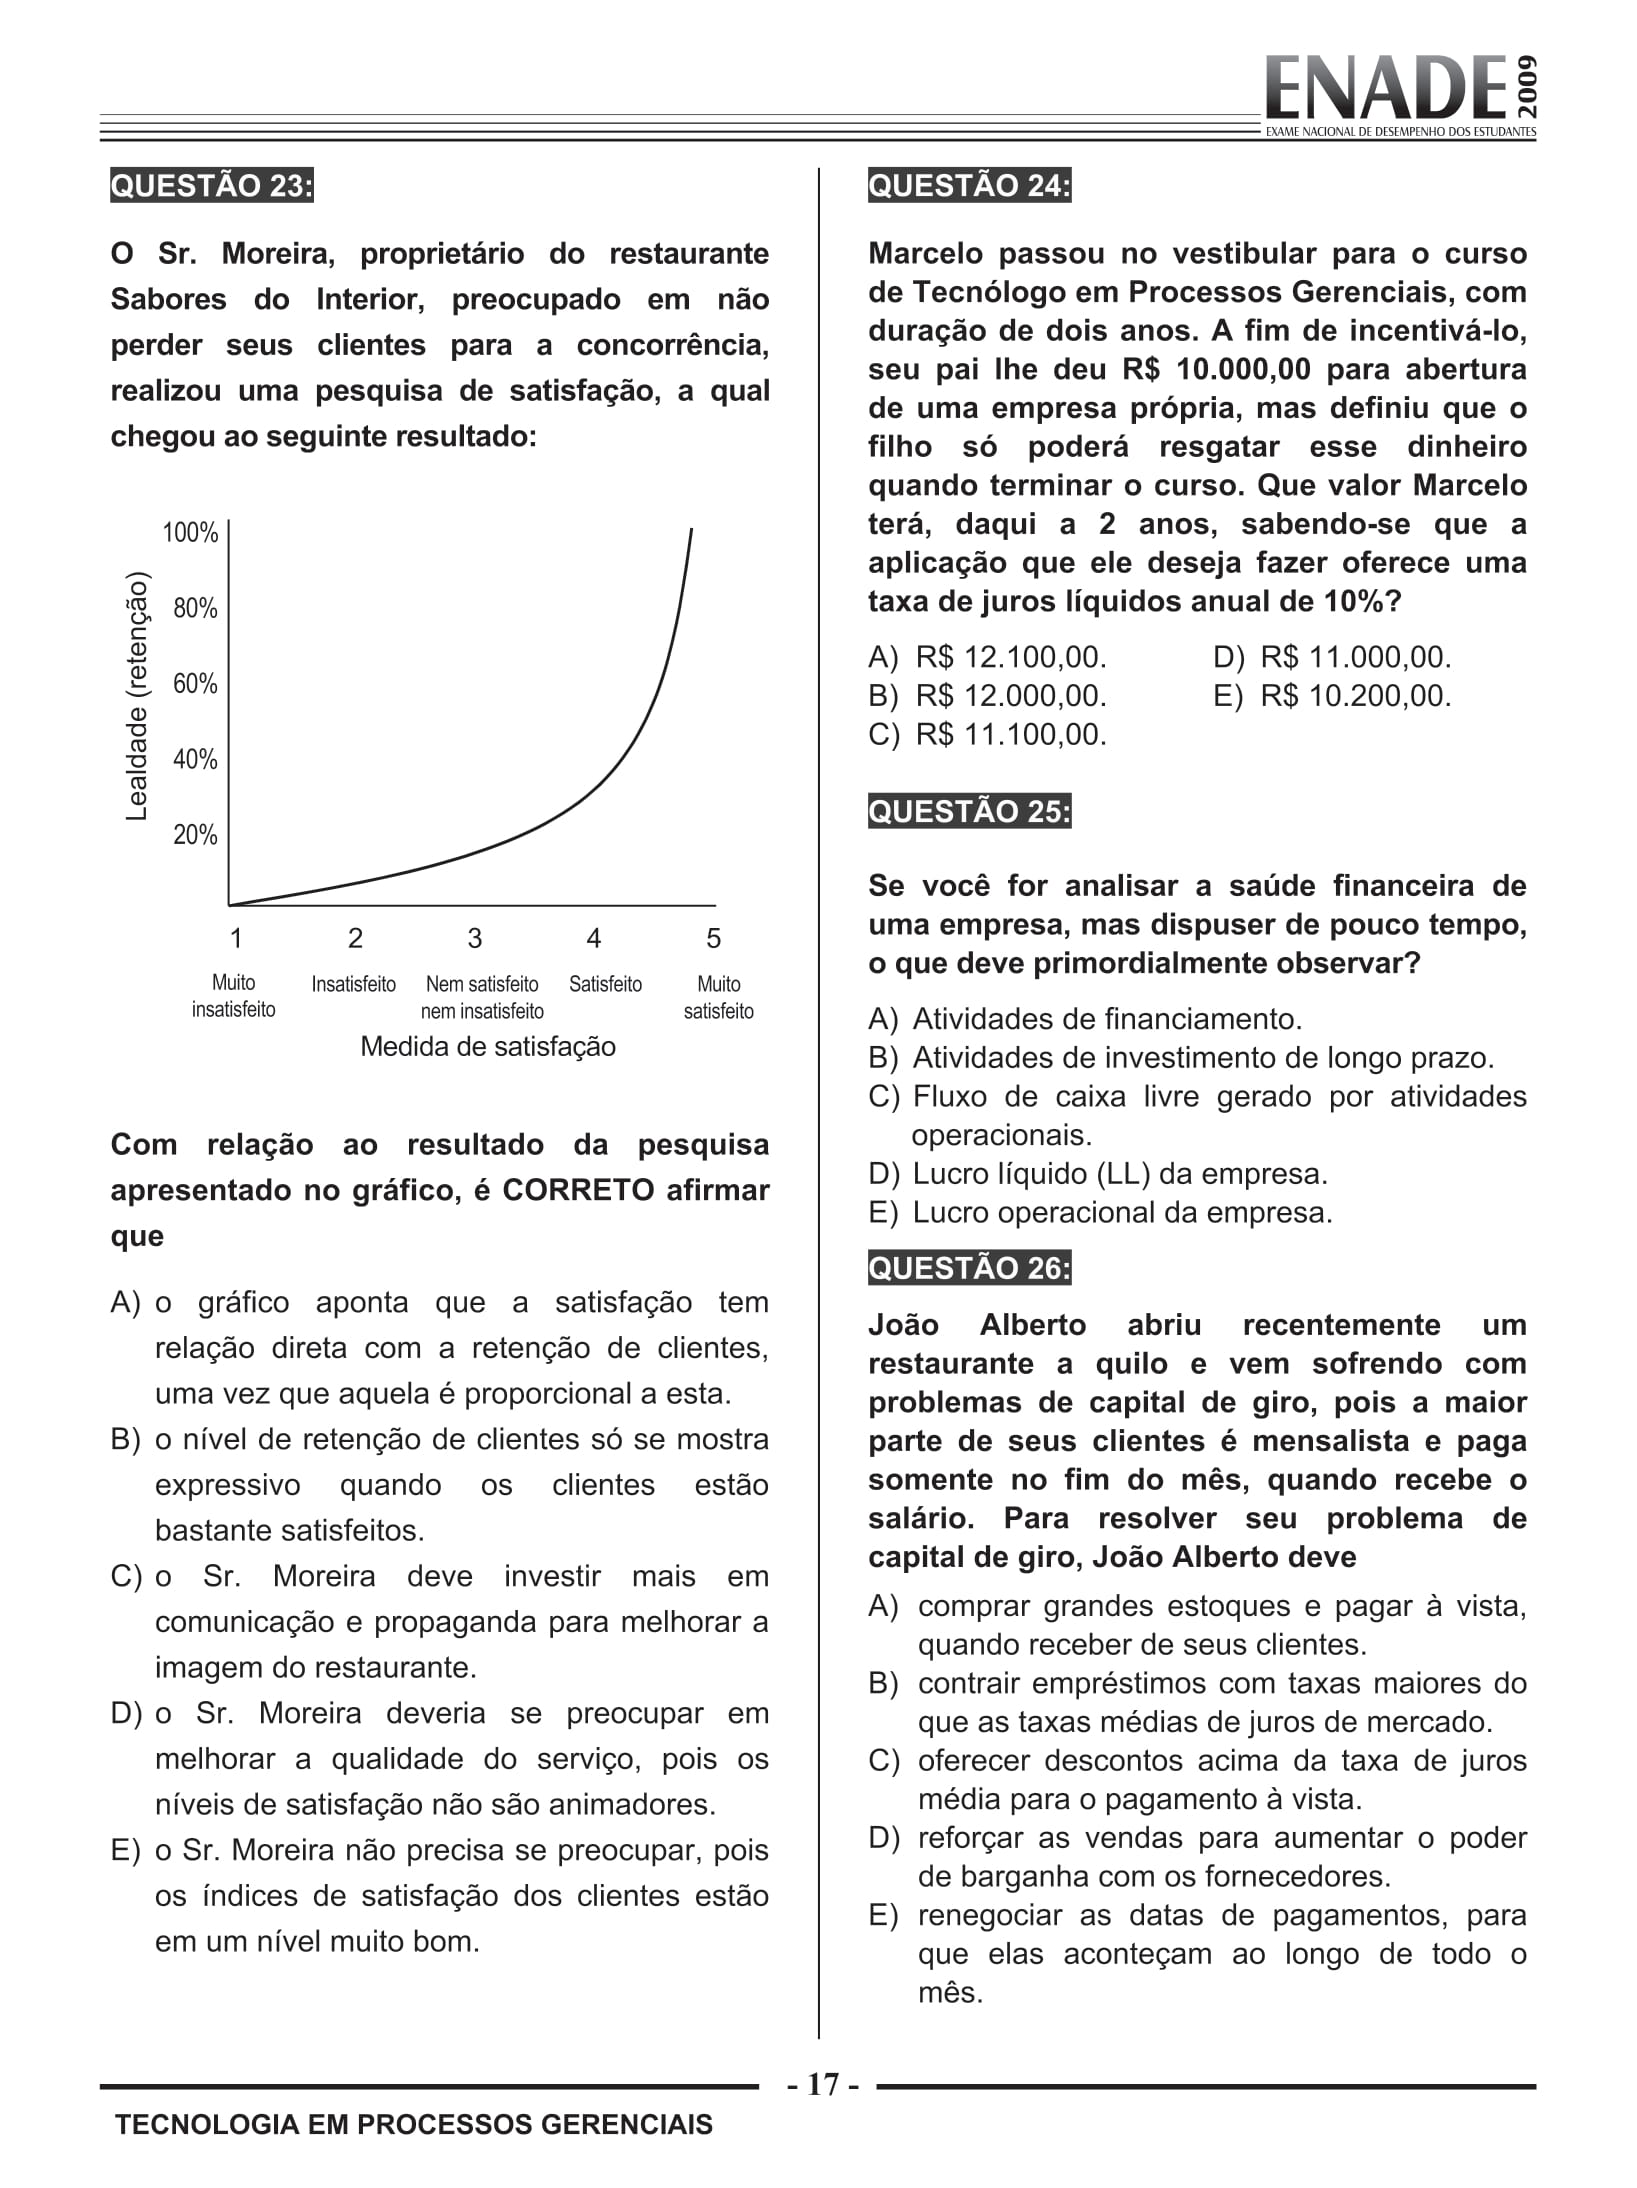 ENADE 2009
EXAME NACIONAL DE DESEMPENHO DOS ESTUDANTES
QUESTÃO 23:
O Sr. Moreira, proprietário do restaurante
Sabores do Interior, preocupado em não
perder seus clientes para a concorrência,
realizou uma pesquisa de satisfação, a qual
chegou ao seguinte resultado:
Lealdade (retenção)
100%
80%
60%
40%
20%
1 2 3 4 5
Muito insatisfeito
Insatisfeito
Nem satisfeito nem insatisfeito
Satisfeito
Muito satisfeito
Medida de satisfação
Com relação ao resultado da pesquisa
apresentado no gráfico, é CORRETO afirmar
que
A) o gráfico aponta que a satisfação tem
relação direta com a retenção de clientes,
uma vez que aquela é proporcional a esta.
B) o nível de retenção de clientes só se mostra
expressivo quando os clientes estão
bastante satisfeitos.
C) o Sr. Moreira deve investir mais em
comunicação e propaganda para melhorar a
imagem do restaurante.
D) o Sr. Moreira deveria se preocupar em
melhorar a qualidade do serviço, pois os
níveis de satisfação não são animadores.
E) o Sr. Moreira não precisa se preocupar, pois
os índices de satisfação dos clientes estão
em um nível muito bom.
QUESTÃO 24:
Marcelo passou no vestibular para o curso
de Tecnólogo em Processos Gerenciais, com
duração de dois anos. A fim de incentivá-lo,
seu pai lhe deu R$ 10.000,00 para abertura
de uma empresa própria, mas definiu que o
filho só poderá resgatar esse dinheiro
quando terminar o curso. Que valor Marcelo
terá, daqui a 2 anos, sabendo-se que a
aplicação que ele deseja fazer oferece uma
taxa de juros líquidos anual de 10%?
A) R$ 12.100,00.
B) R$ 12.000,00.
C) R$ 11.100,00.
D) R$ 11.000,00.
E) R$ 10.200,00.
QUESTÃO 25:
Se você for analisar a saúde financeira de
uma empresa, mas dispuser de pouco tempo,
o que deve primordialmente observar?
A) Atividades de financiamento.
B) Atividades de investimento de longo prazo.
C) Fluxo de caixa livre gerado por atividades
operacionais.
D) Lucro líquido (LL) da empresa.
E) Lucro operacional da empresa.
QUESTÃO 26:
João Alberto abriu recentemente um
restaurante a quilo e vem sofrendo com
problemas de capital de giro, pois a maior
parte de seus clientes é mensalista e paga
somente no fim do mês, quando recebe o
salário. Para resolver seu problema de
capital de giro, João Alberto deve
A) comprar grandes estoques e pagar à vista,
quando receber de seus clientes.
B) contrair empréstimos com taxas maiores do
que as taxas médias de juros de mercado.
C) oferecer descontos acima da taxa de juros
média para o pagamento à vista.
D) reforçar as vendas para aumentar o poder
de barganha com os fornecedores.
E) renegociar as datas de pagamentos, para
que elas aconteçam ao longo de todo o
mês.
- 17 -
TECNOLOGIA EM PROCESSOS GERENCIAIS